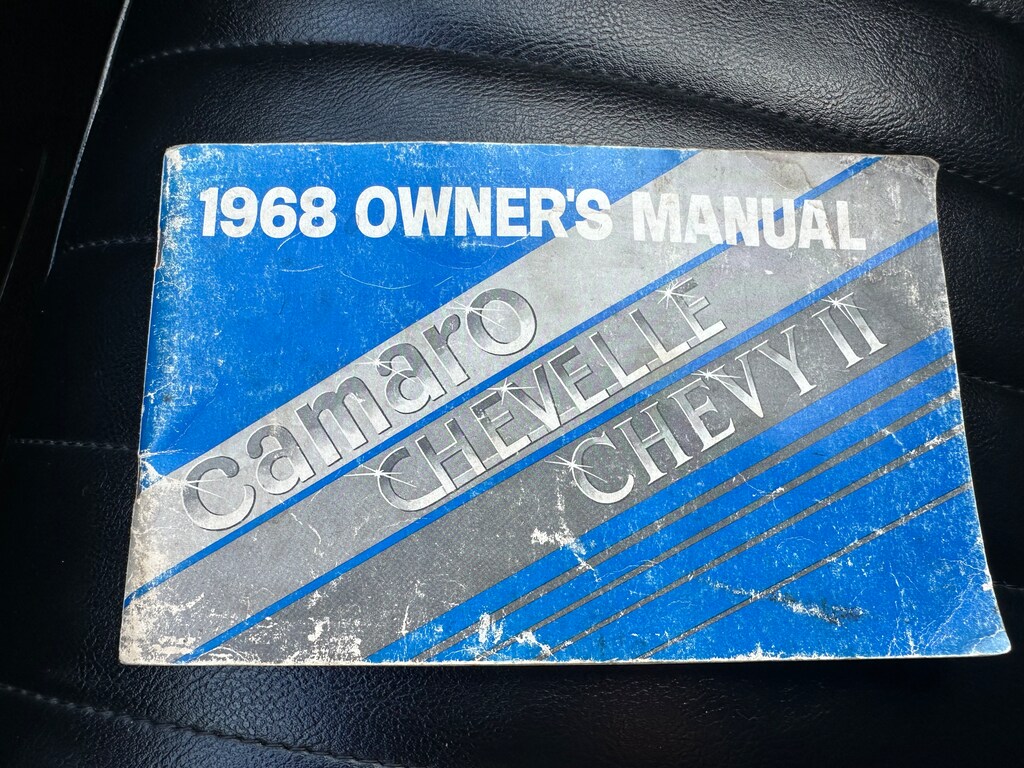 1968 OWNER'S MANUAL
camaro
CHEVELLE
CHEVY II